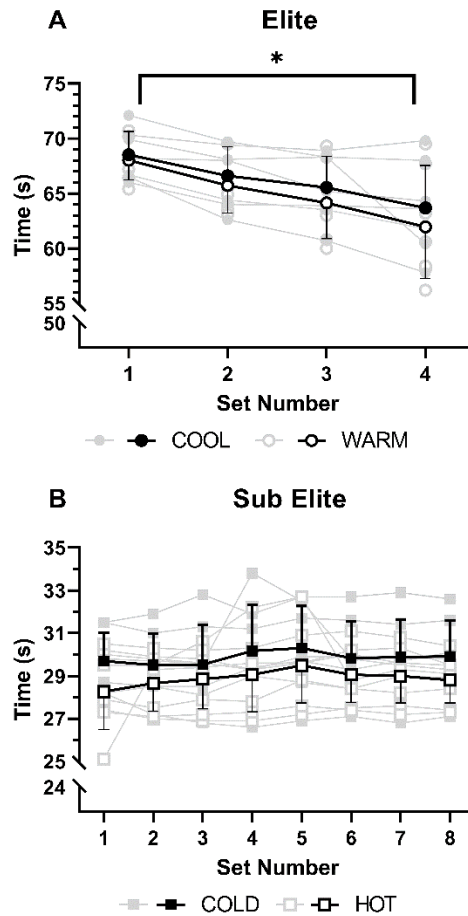 A Elite
*
75
70
65
60
55
50
Time (s)
1 2 3 4
Set Number
COOL WARM
B Sub Elite
35
33
31
29
27
25
24
Time (s)
1 2 3 4 5 6 7 8
Set Number
COLD HOT